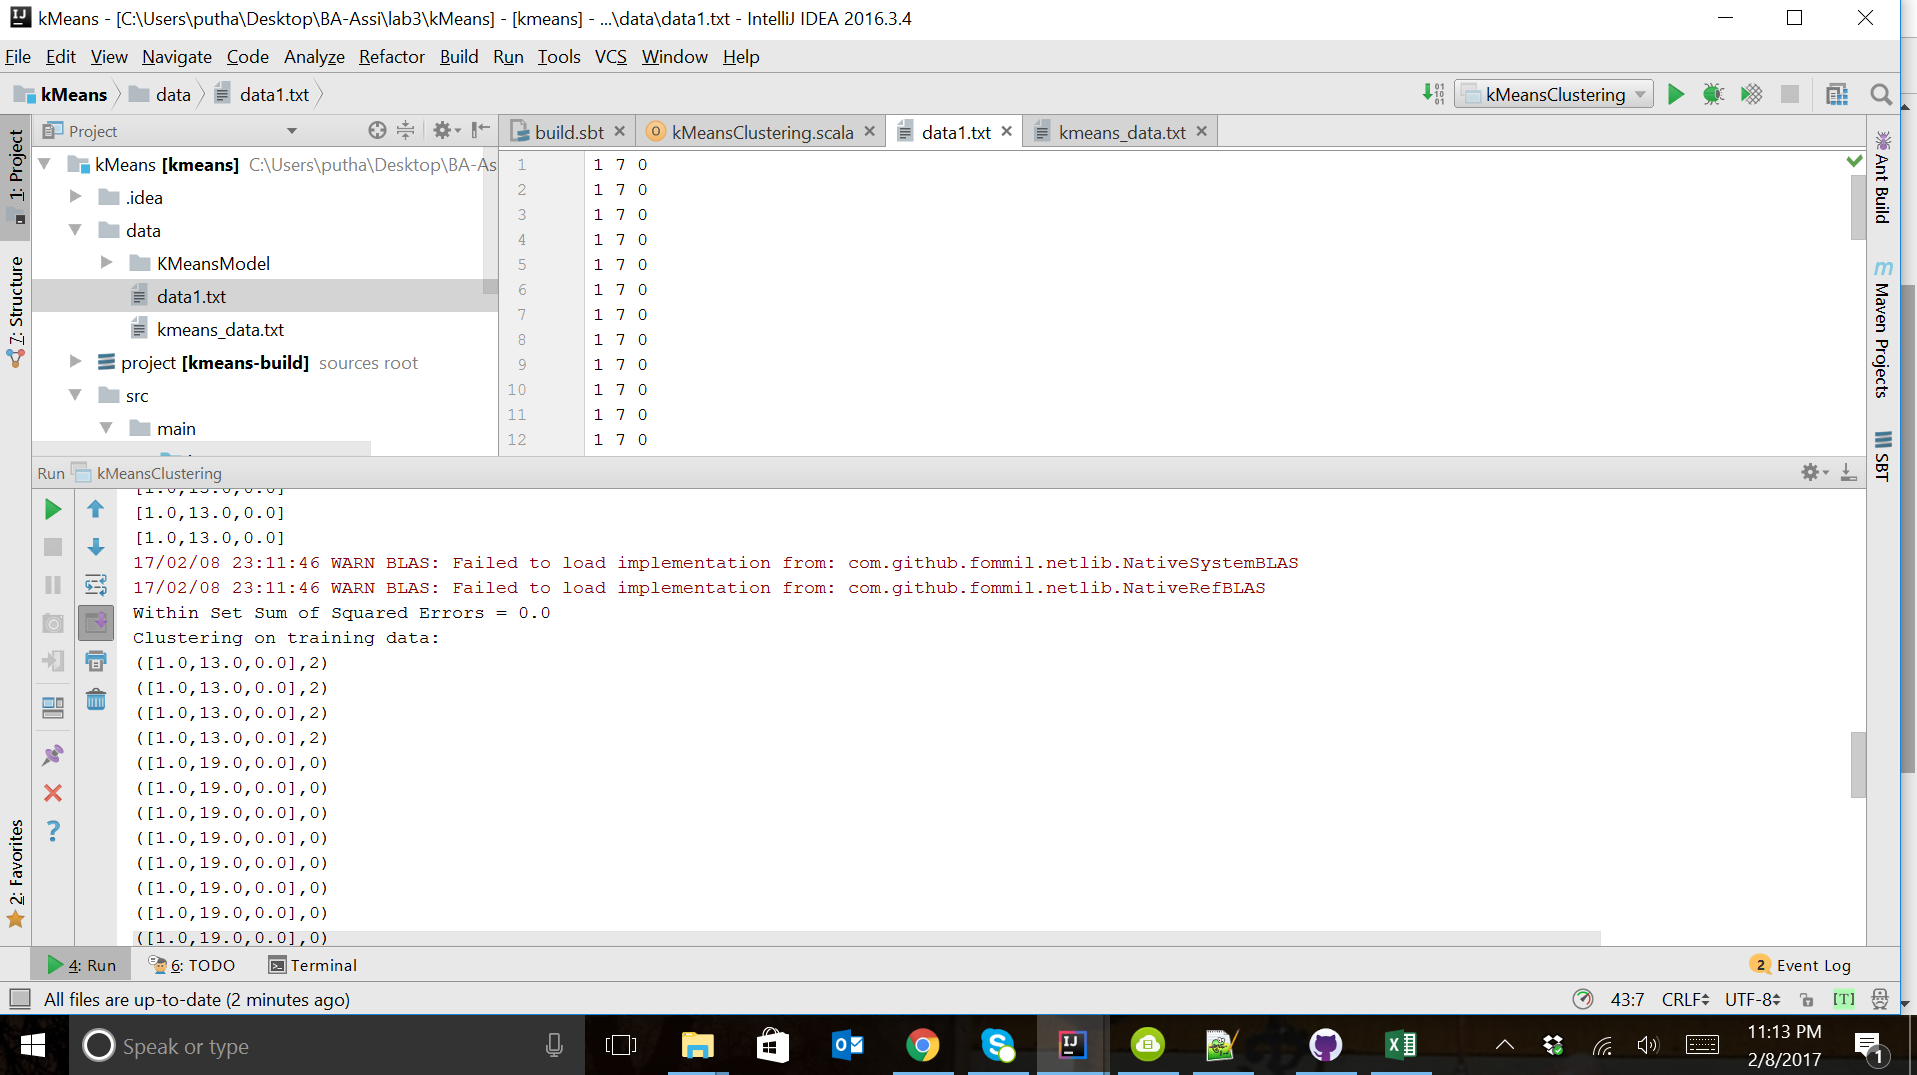 kMeans - [C:\Users\putha\Desktop\BA-Assi\lab3\kMeans] - [kmeans] - ...\data\data1.txt - IntelliJ IDEA 2016.3.4
File Edit View Navigate Code Analyze Refactor Build Run Tools VCS Window Help
kMeans data data1.txt
kMeansClustering
Project
build.sbt kMeansClustering.scala data1.txt kmeans_data.txt
1: Project
7: Structure
2: Favorites
kMeans [kmeans] C:\Users\putha\Desktop\BA-As
.idea
data
KMeansModel
data1.txt
kmeans_data.txt
project [kmeans-build] sources root
src
main
1 1 7 0
2 1 7 0
3 1 7 0
4 1 7 0
5 1 7 0
6 1 7 0
7 1 7 0
8 1 7 0
9 1 7 0
10 1 7 0
11 1 7 0
12 1 7 0
Ant Build
m Maven Projects
SBT
Run kMeansClustering
[1.0,13.0,0.0]
[1.0,13.0,0.0]
[1.0,13.0,0.0]
17/02/08 23:11:46 WARN BLAS: Failed to load implementation from: com.github.fommil.netlib.NativeSystemBLAS
17/02/08 23:11:46 WARN BLAS: Failed to load implementation from: com.github.fommil.netlib.NativeRefBLAS
Within Set Sum of Squared Errors = 0.0
Clustering on training data:
([1.0,13.0,0.0],2)
([1.0,13.0,0.0],2)
([1.0,13.0,0.0],2)
([1.0,13.0,0.0],2)
([1.0,19.0,0.0],0)
([1.0,19.0,0.0],0)
([1.0,19.0,0.0],0)
([1.0,19.0,0.0],0)
([1.0,19.0,0.0],0)
([1.0,19.0,0.0],0)
([1.0,19.0,0.0],0)
([1.0,19.0,0.0],0)
4: Run 6: TODO Terminal
2 Event Log
All files are up-to-date (2 minutes ago)
43:7 CRLF UTF-8 [T]
Speak or type
11:13 PM
2/8/2017
1